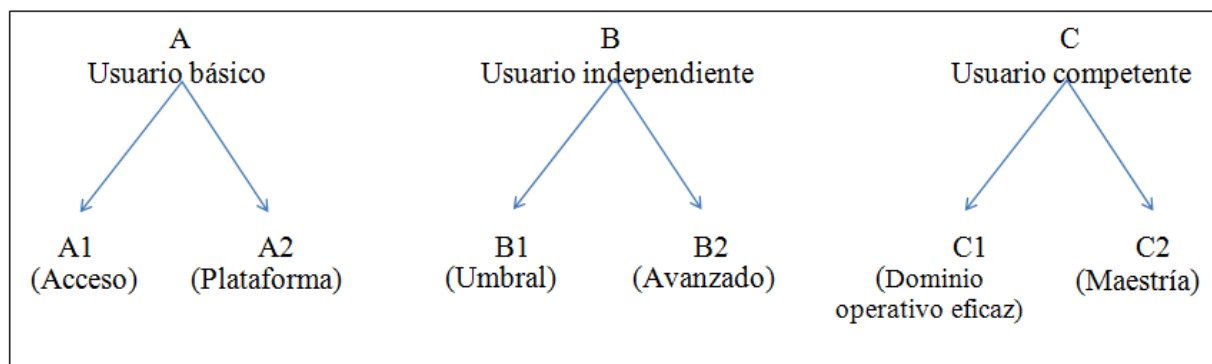 A
Usuario básico
B
Usuario independiente
C
Usuario competente
A1
(Acceso)
A2
(Plataforma)
B1
(Umbral)
B2
(Avanzado)
C1
(Dominio
operativo eficaz)
C2
(Maestría)